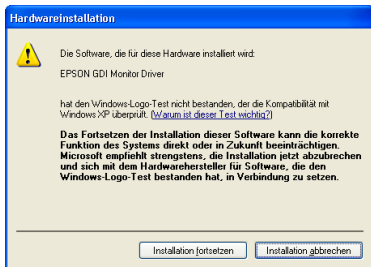 Hardwareinstallation
Die Software, die für diese Hardware installiert wird:
EPSON GDI Monitor Driver
hat den Windows-Logo-Test nicht bestanden, der die Kompatibilität mit
Windows XP überprüft. (Warum ist dieser Test wichtig?)
Das Fortsetzen der Installation dieser Software kann die korrekte
Funktion des Systems direkt oder in Zukunft beeinträchtigen.
Microsoft empfiehlt strengstens, die Installation jetzt abzubrechen
und sich mit dem Hardwarehersteller für Software, die den
Windows-Logo-Test bestanden hat, in Verbindung zu setzen.
Installation fortsetzen Installation abbrechen